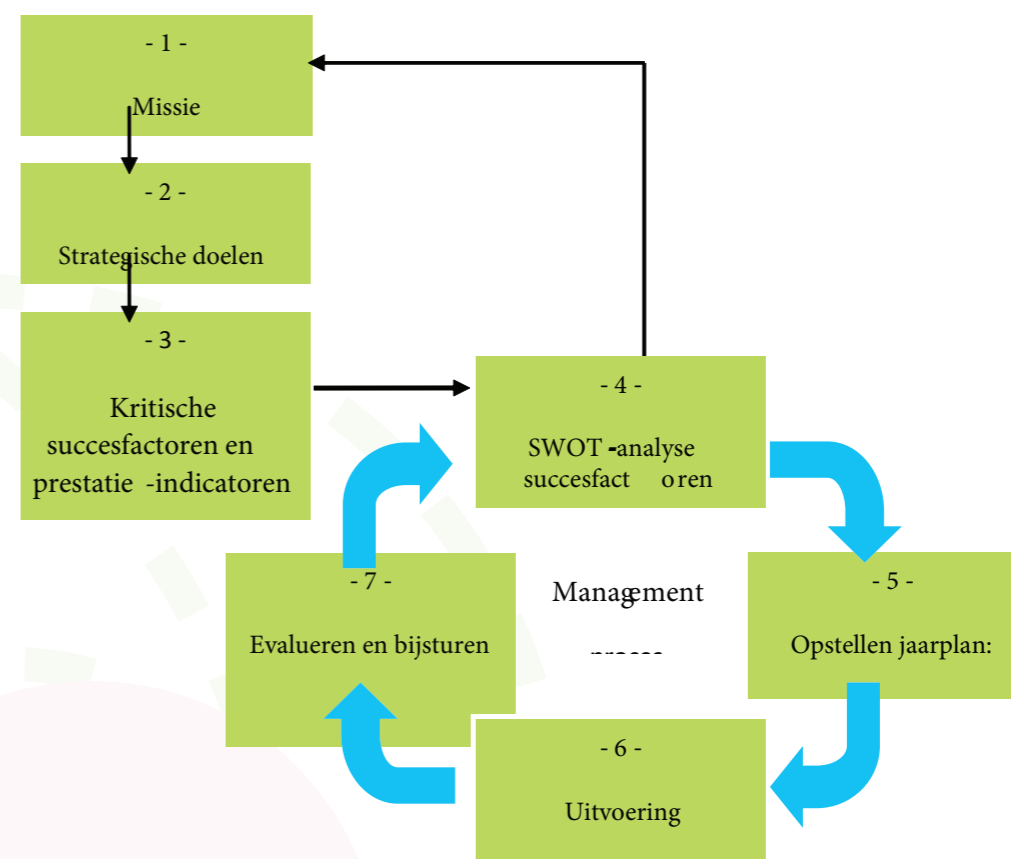 - 1 -
Missie
- 2 -
Strategische doelen
- 3 -
Kritische
succesfactoren en
prestatie -indicatoren
- 4 -
SWOT -analyse
succesfact oren
- 5 -
Opstellen jaarplan:
- 6 -
Uitvoering
- 7 -
Evalueren en bijsturen
Management